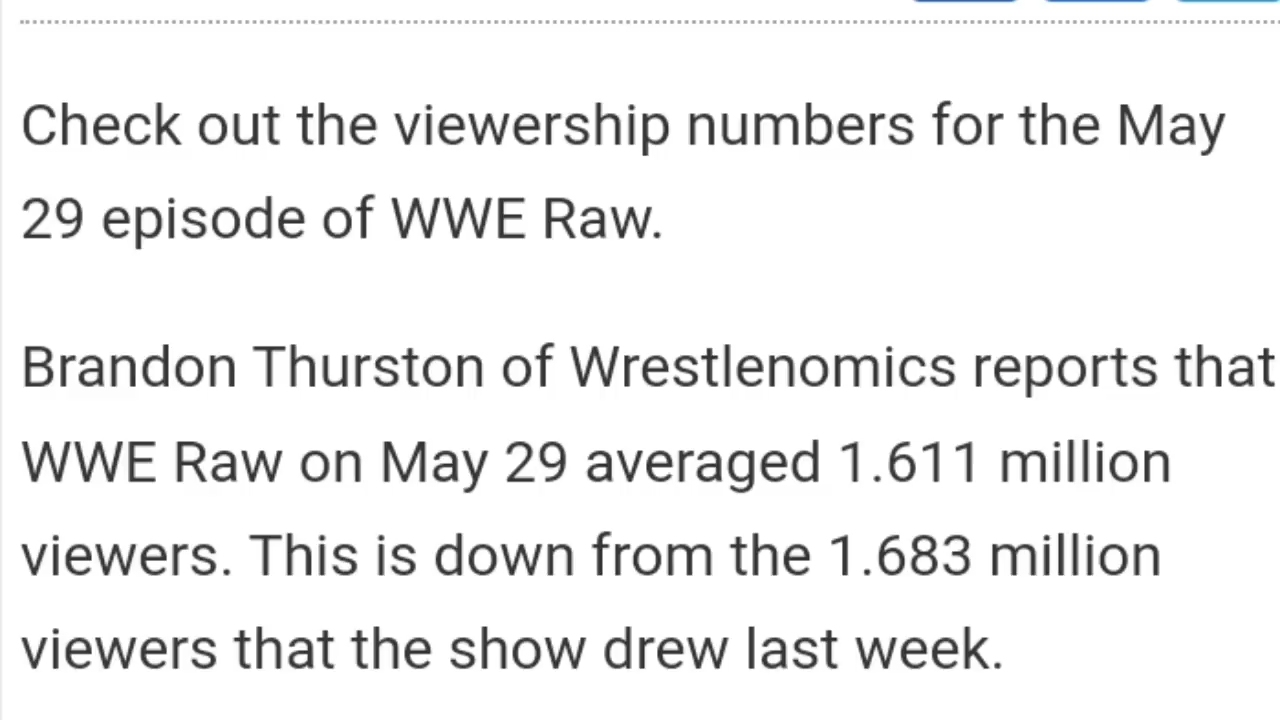 Check out the viewership numbers for the May
29 episode of WWE Raw.
Brandon Thurston of Wrestlenomics reports that
WWE Raw on May 29 averaged 1.611 million
viewers. This is down from the 1.683 million
viewers that the show drew last week.